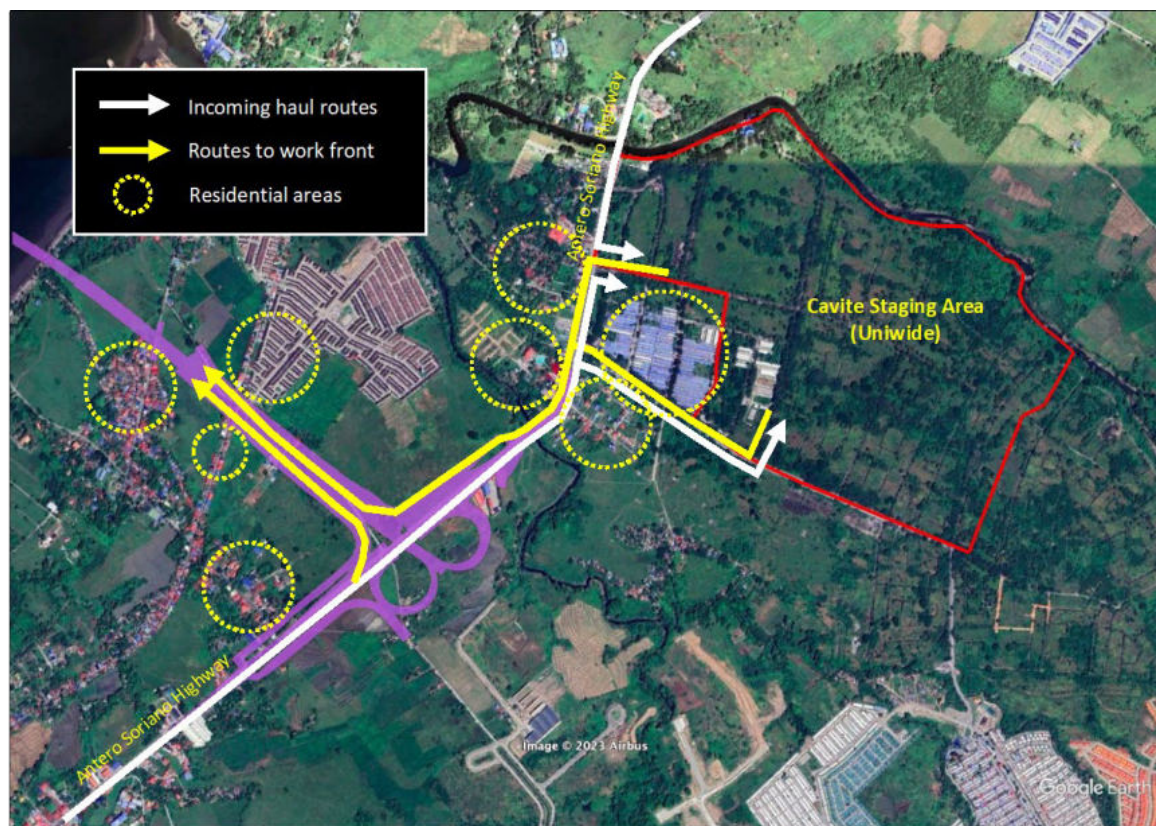 Incoming haul routes
Routes to work front
Residential areas
Antero Soriano Highway
Cavite Staging Area
(Uniwide)
Antero Soriano Highway
Image © 2023 Airbus
Google Earth